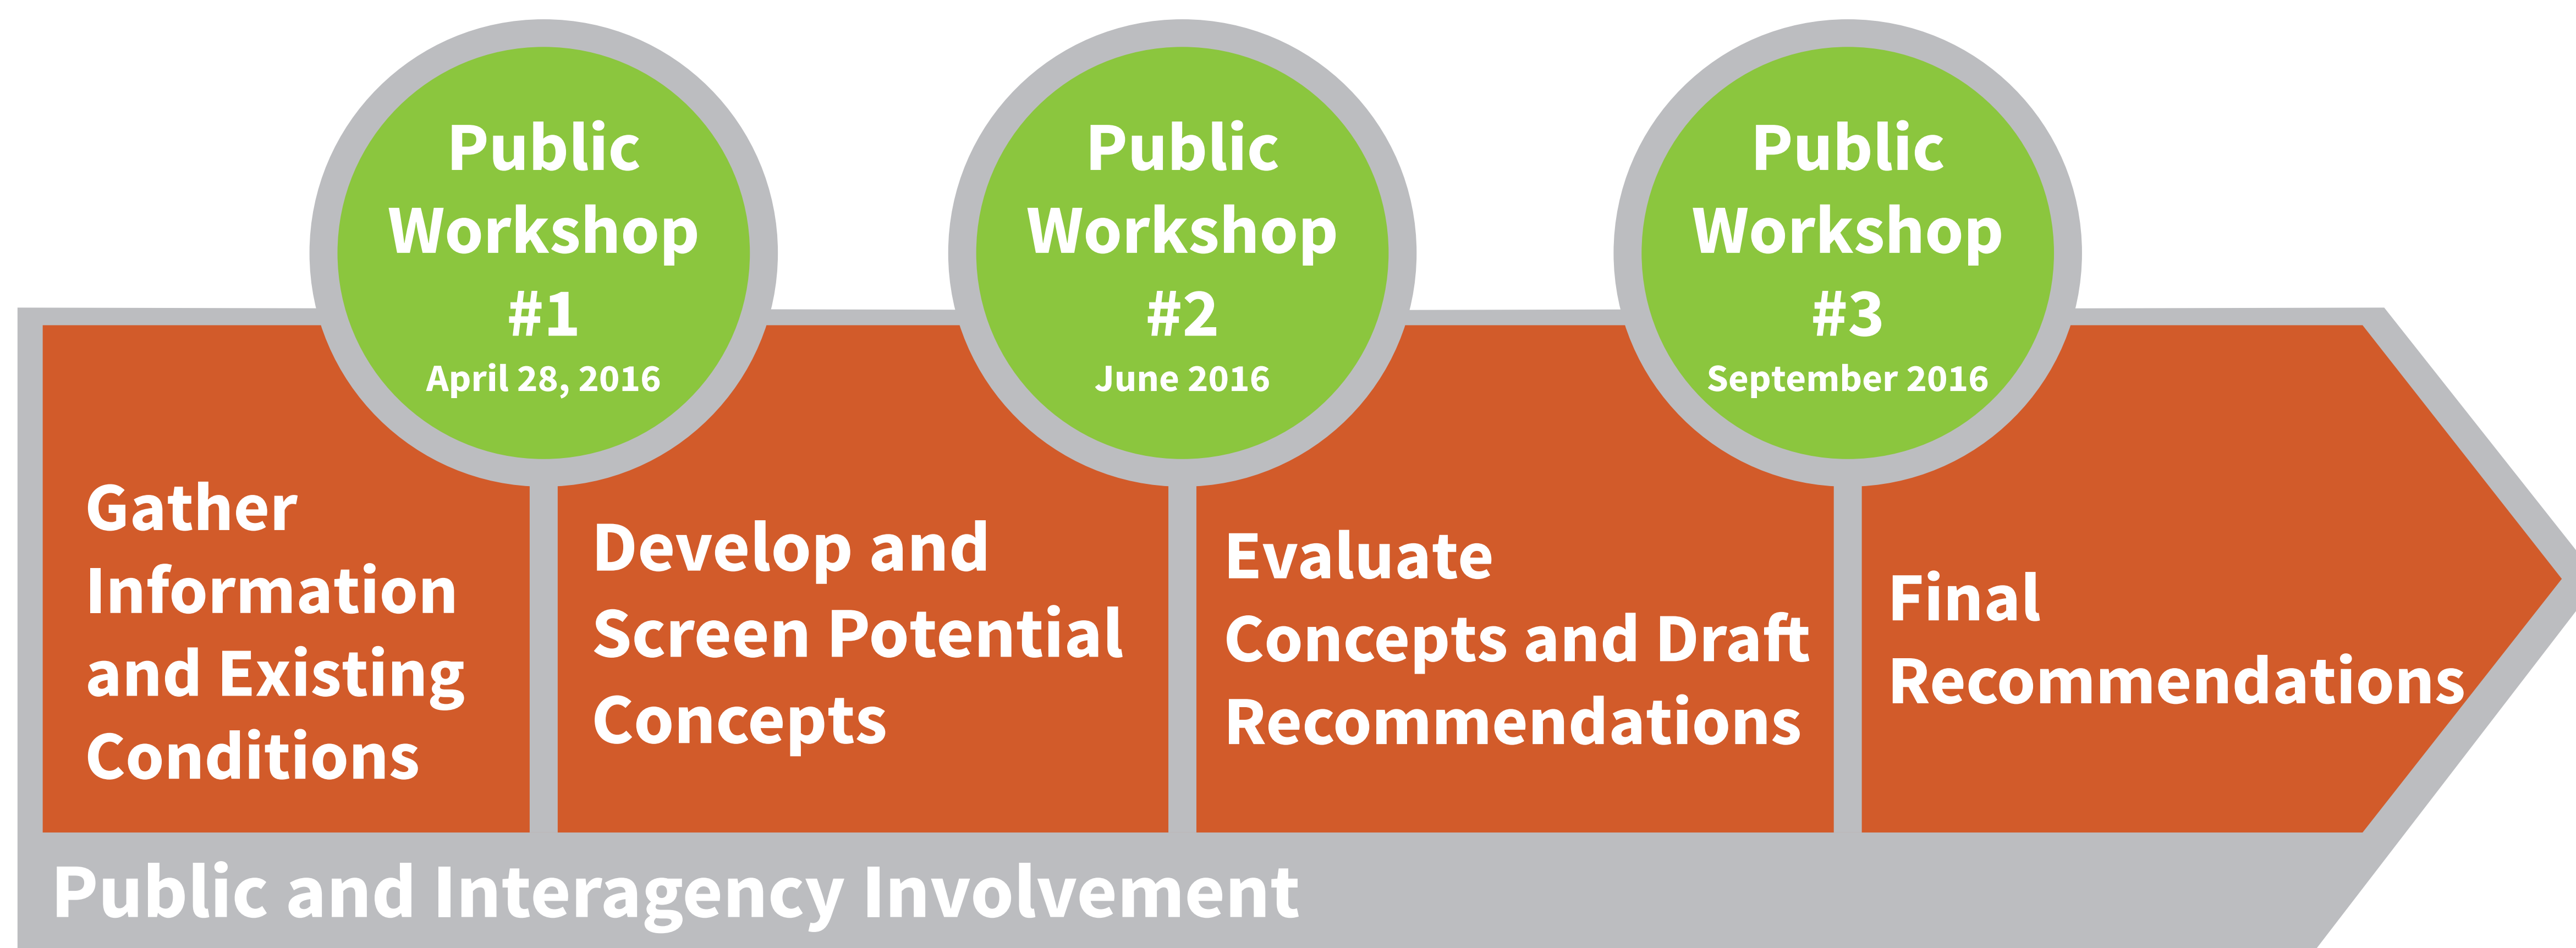 Public
Workshop
#1
April 28, 2016
Public
Workshop
#2
June 2016
Public
Workshop
#3
September 2016
Gather
Information
and Existing
Conditions
Develop and
Screen Potential
Concepts
Evaluate
Concepts and Draft
Recommendations
Final
Recommendations
Public and Interagency Involvement